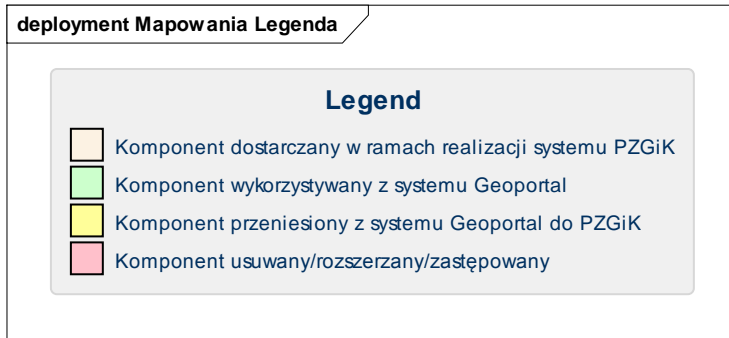 deployment Mapowania Legenda
Legend
Komponent dostarczany w ramach realizacji systemu PZGiK
Komponent wykorzystywany z systemu Geoportal
Komponent przeniesiony z systemu Geoportal do PZGiK
Komponent usuwany/rozszerzany/zastępowany